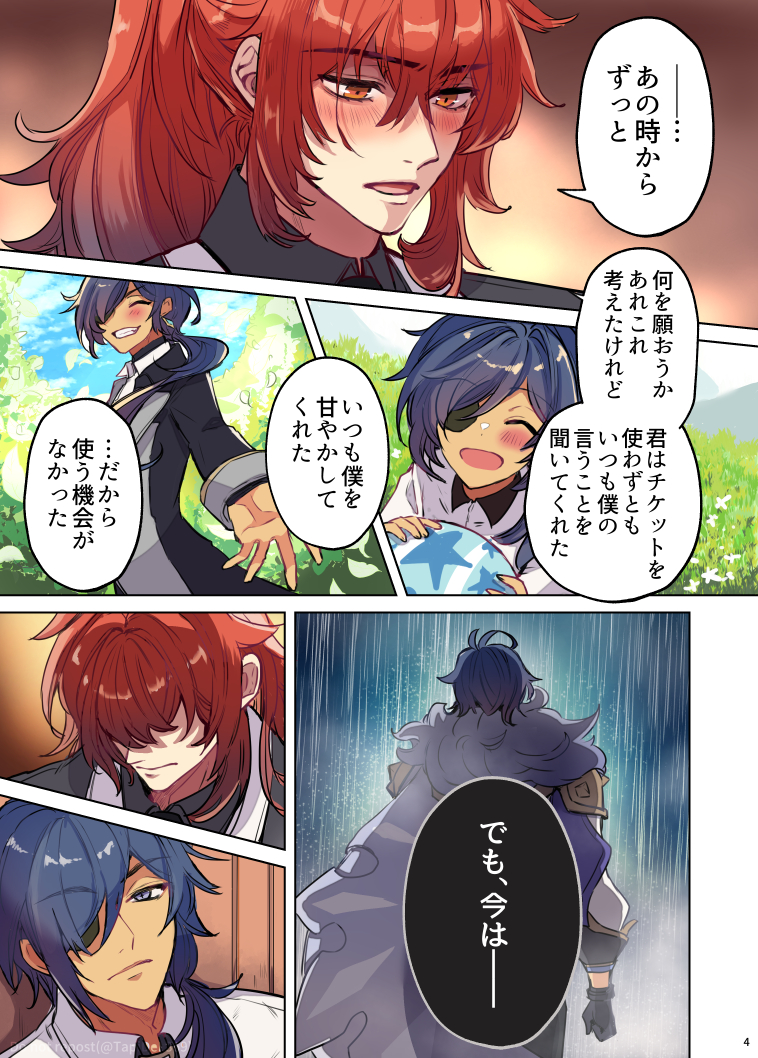 ――…
あの時から
ずっと
何を願おうか
あれこれ
考えたけれど
君はチケットを
使わずとも
いつも僕の
言うことを
聞いてくれた
いつも僕を
甘やかして
くれた
…だから
使う機会が
なかった
でも、今は――
4